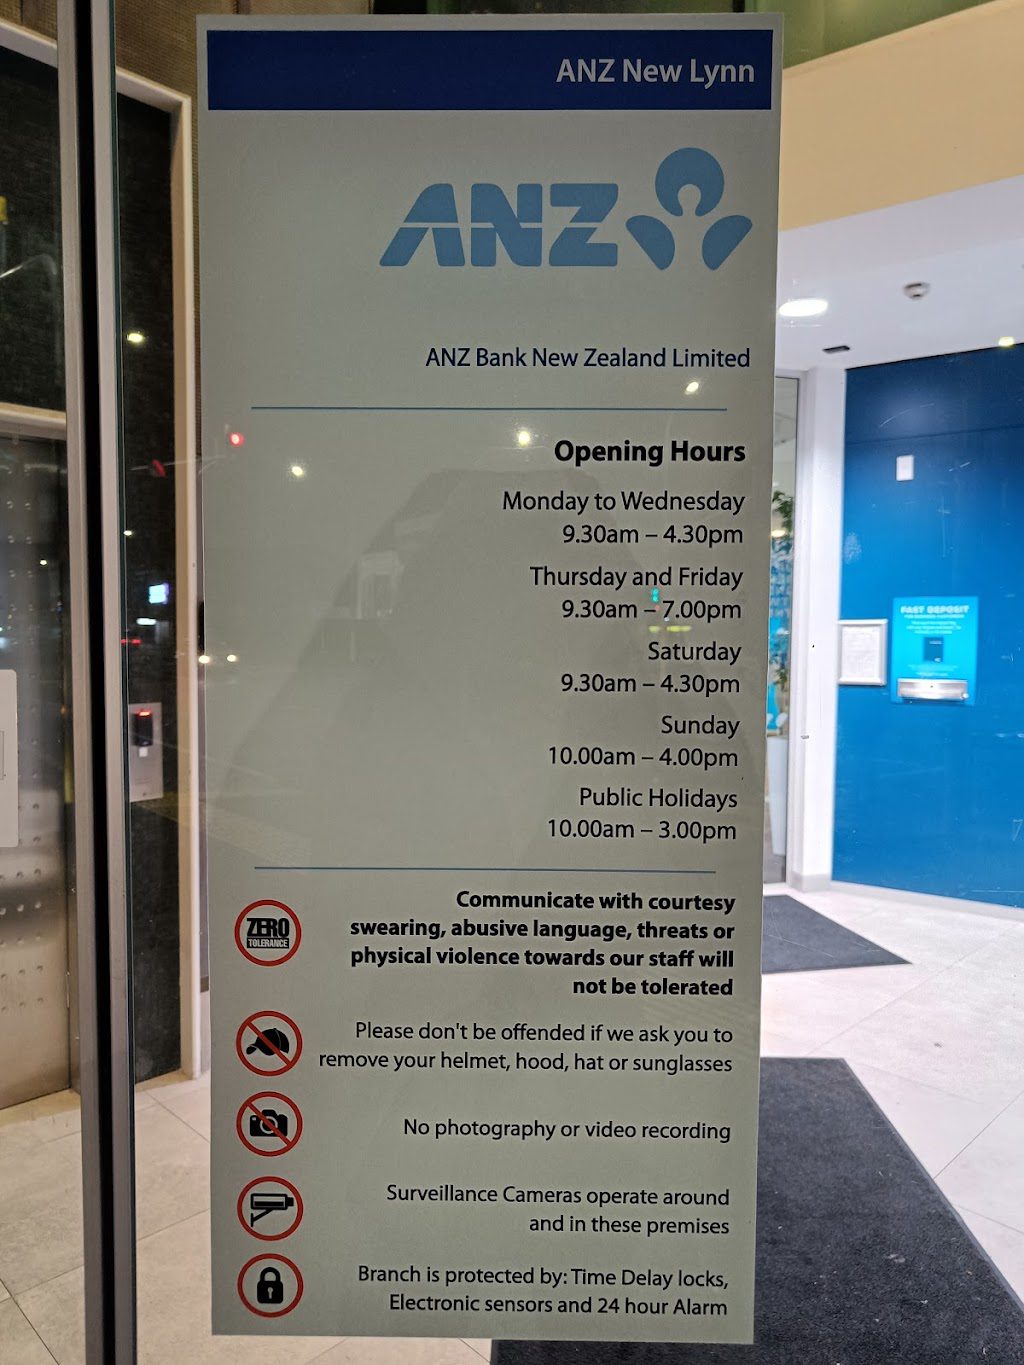 ANZ New Lynn
ANZ
ANZ Bank New Zealand Limited
Opening Hours
Monday to Wednesday
9.30am – 4.30pm
Thursday and Friday
9.30am – 7.00pm
Saturday
9.30am – 4.30pm
Sunday
10.00am – 4.00pm
Public Holidays
10.00am – 3.00pm
ZERO
TOLERANCE
Communicate with courtesy
swearing, abusive language, threats or
physical violence towards our staff will
not be tolerated
Please don't be offended if we ask you to
remove your helmet, hood, hat or sunglasses
No photography or video recording
Surveillance Cameras operate around
and in these premises
Branch is protected by: Time Delay locks,
Electronic sensors and 24 hour Alarm
FAST DEPOSIT